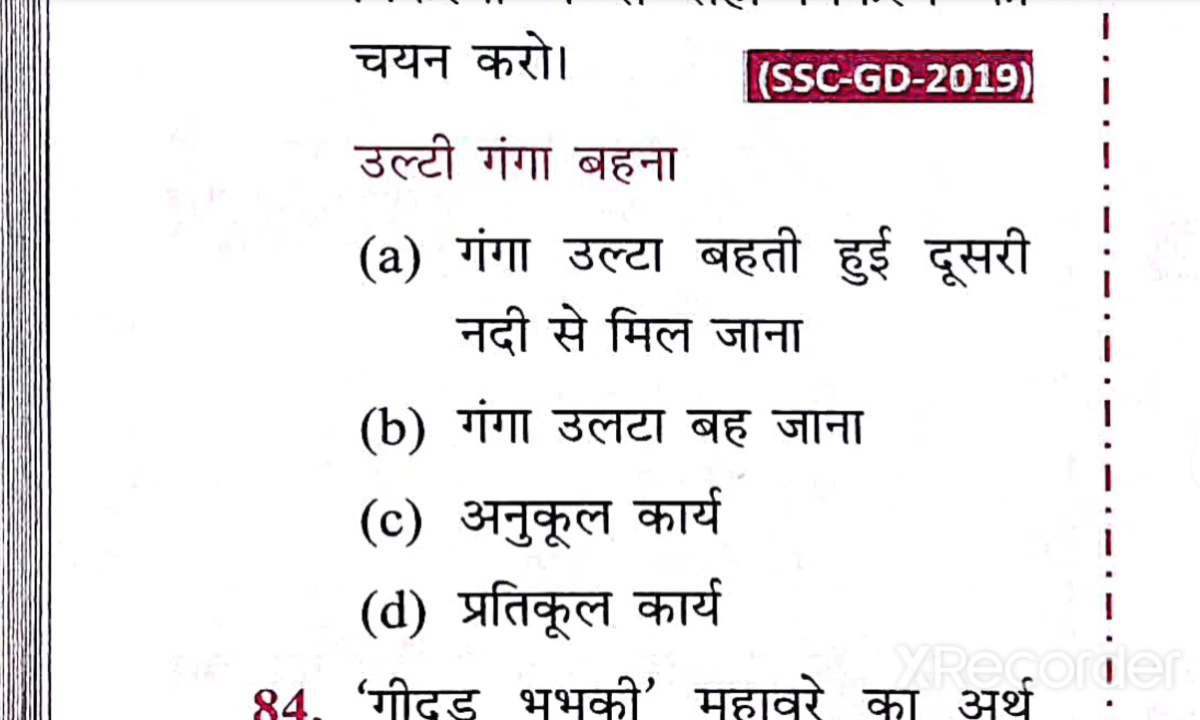 चयन करो।
(SSC-GD-2019)
उल्टी गंगा बहना
(a) गंगा उल्टा बहती हुई दूसरी
नदी से मिल जाना
(b) गंगा उलटा बह जाना
(c) अनुकूल कार्य
(d) प्रतिकूल कार्य
XRecorder
84. ‘गीदड़ भभकी’ मुहावरे का अर्थ